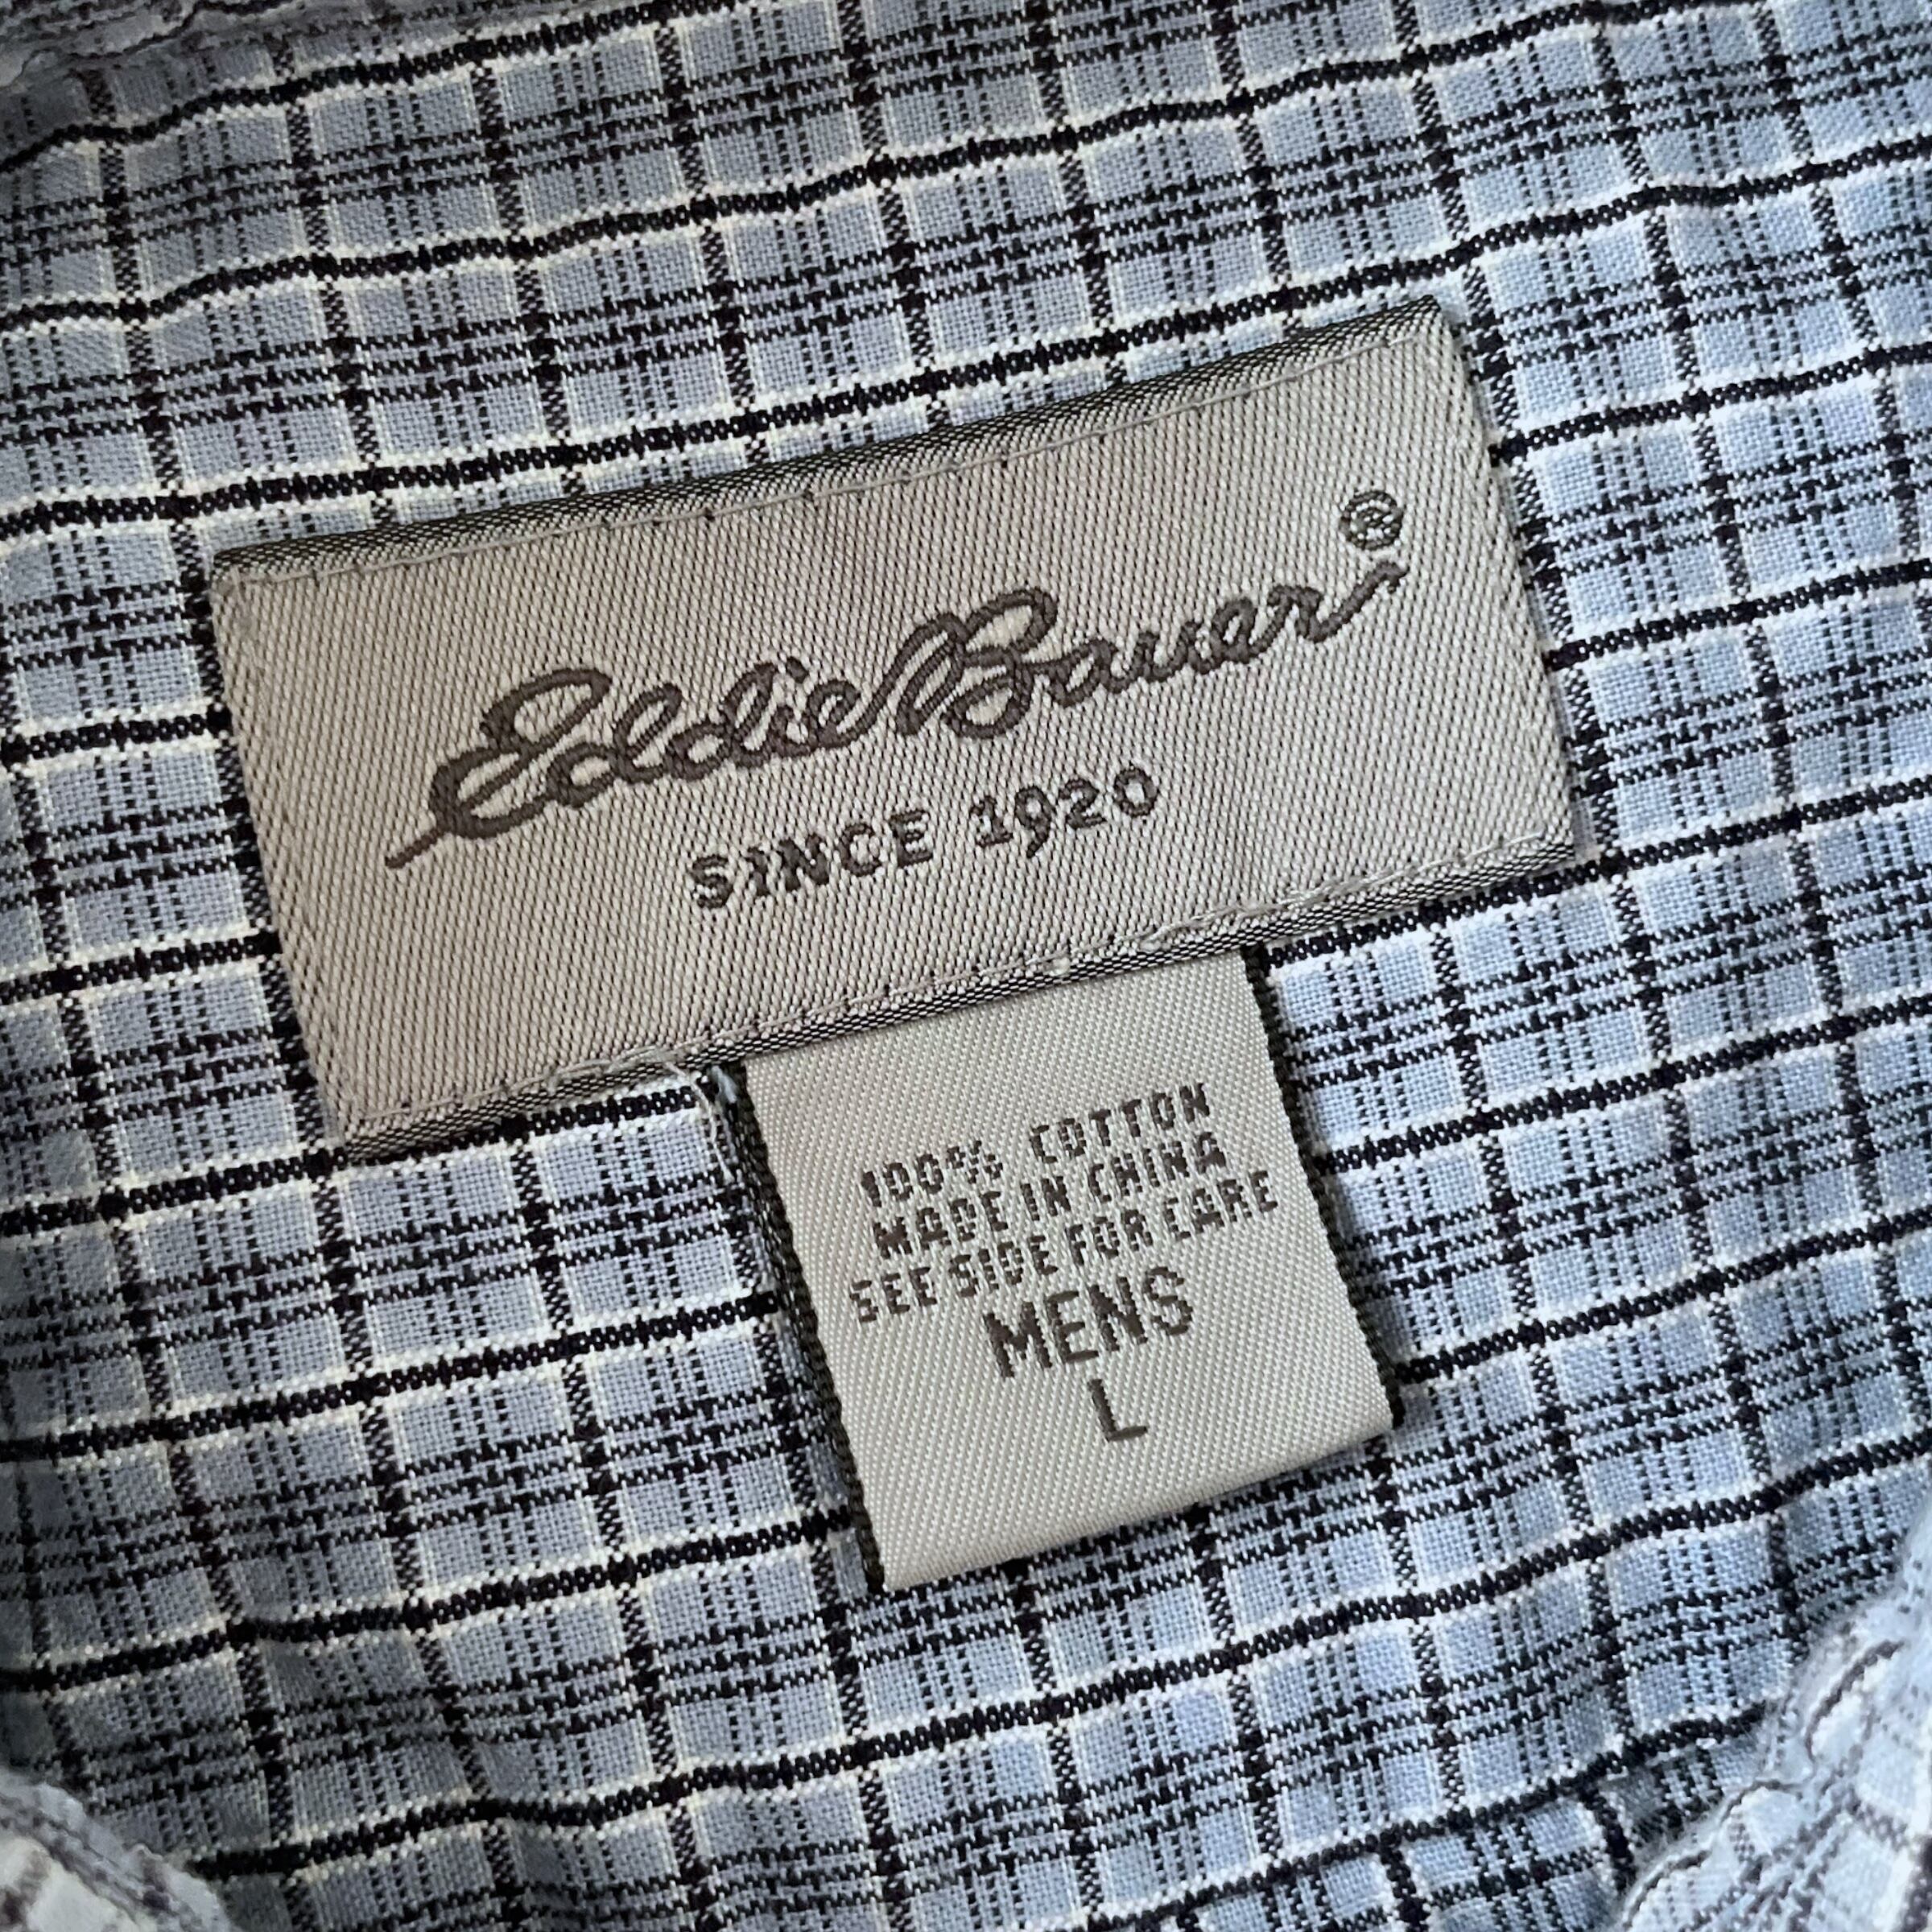 Eddie Bauer®
SINCE 1920
100% COTTON
MADE IN CHINA
SEE SIDE FOR CARE
MENS
L